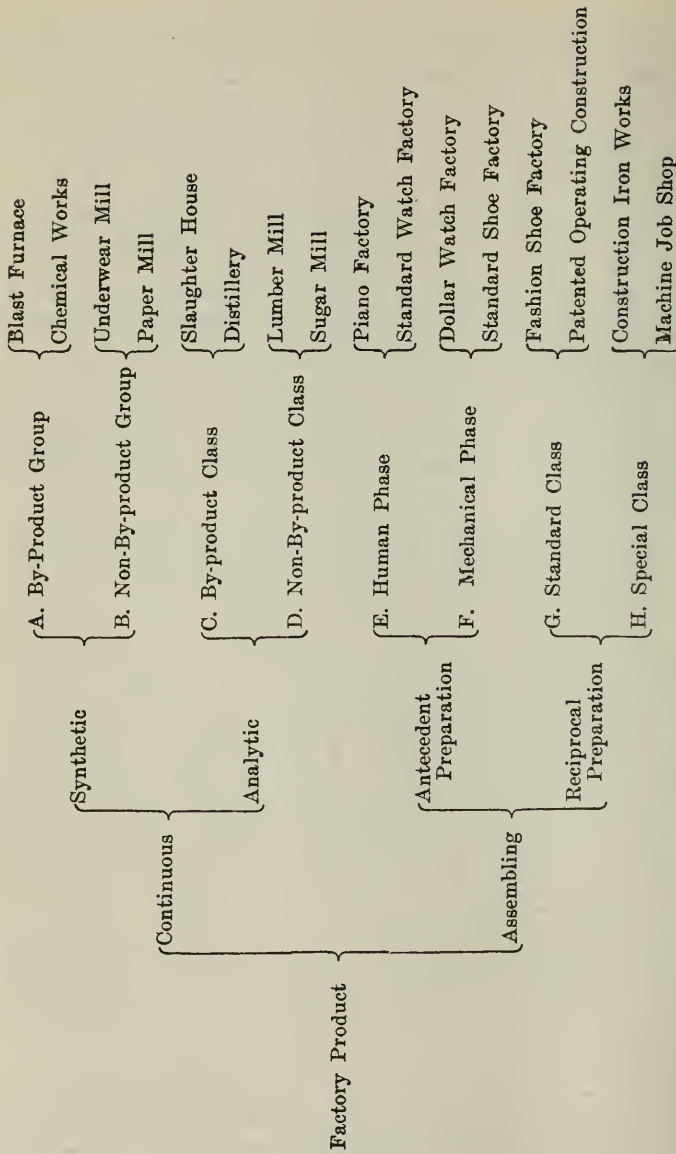 Factory Product
Continuous
Synthetic
A. By-Product Group
Blast Furnace
Chemical Works
B. Non-By-product Group
Underwear Mill
Paper Mill
Analytic
C. By-product Class
Slaughter House
Distillery
D. Non-By-product Class
Lumber Mill
Sugar Mill
Assembling
Antecedent
Preparation
E. Human Phase
Piano Factory
Standard Watch Factory
F. Mechanical Phase
Dollar Watch Factory
Standard Shoe Factory
Reciprocal
Preparation
G. Standard Class
Fashion Shoe Factory
Patented Operating Construction
H. Special Class
Construction Iron Works
Machine Job Shop